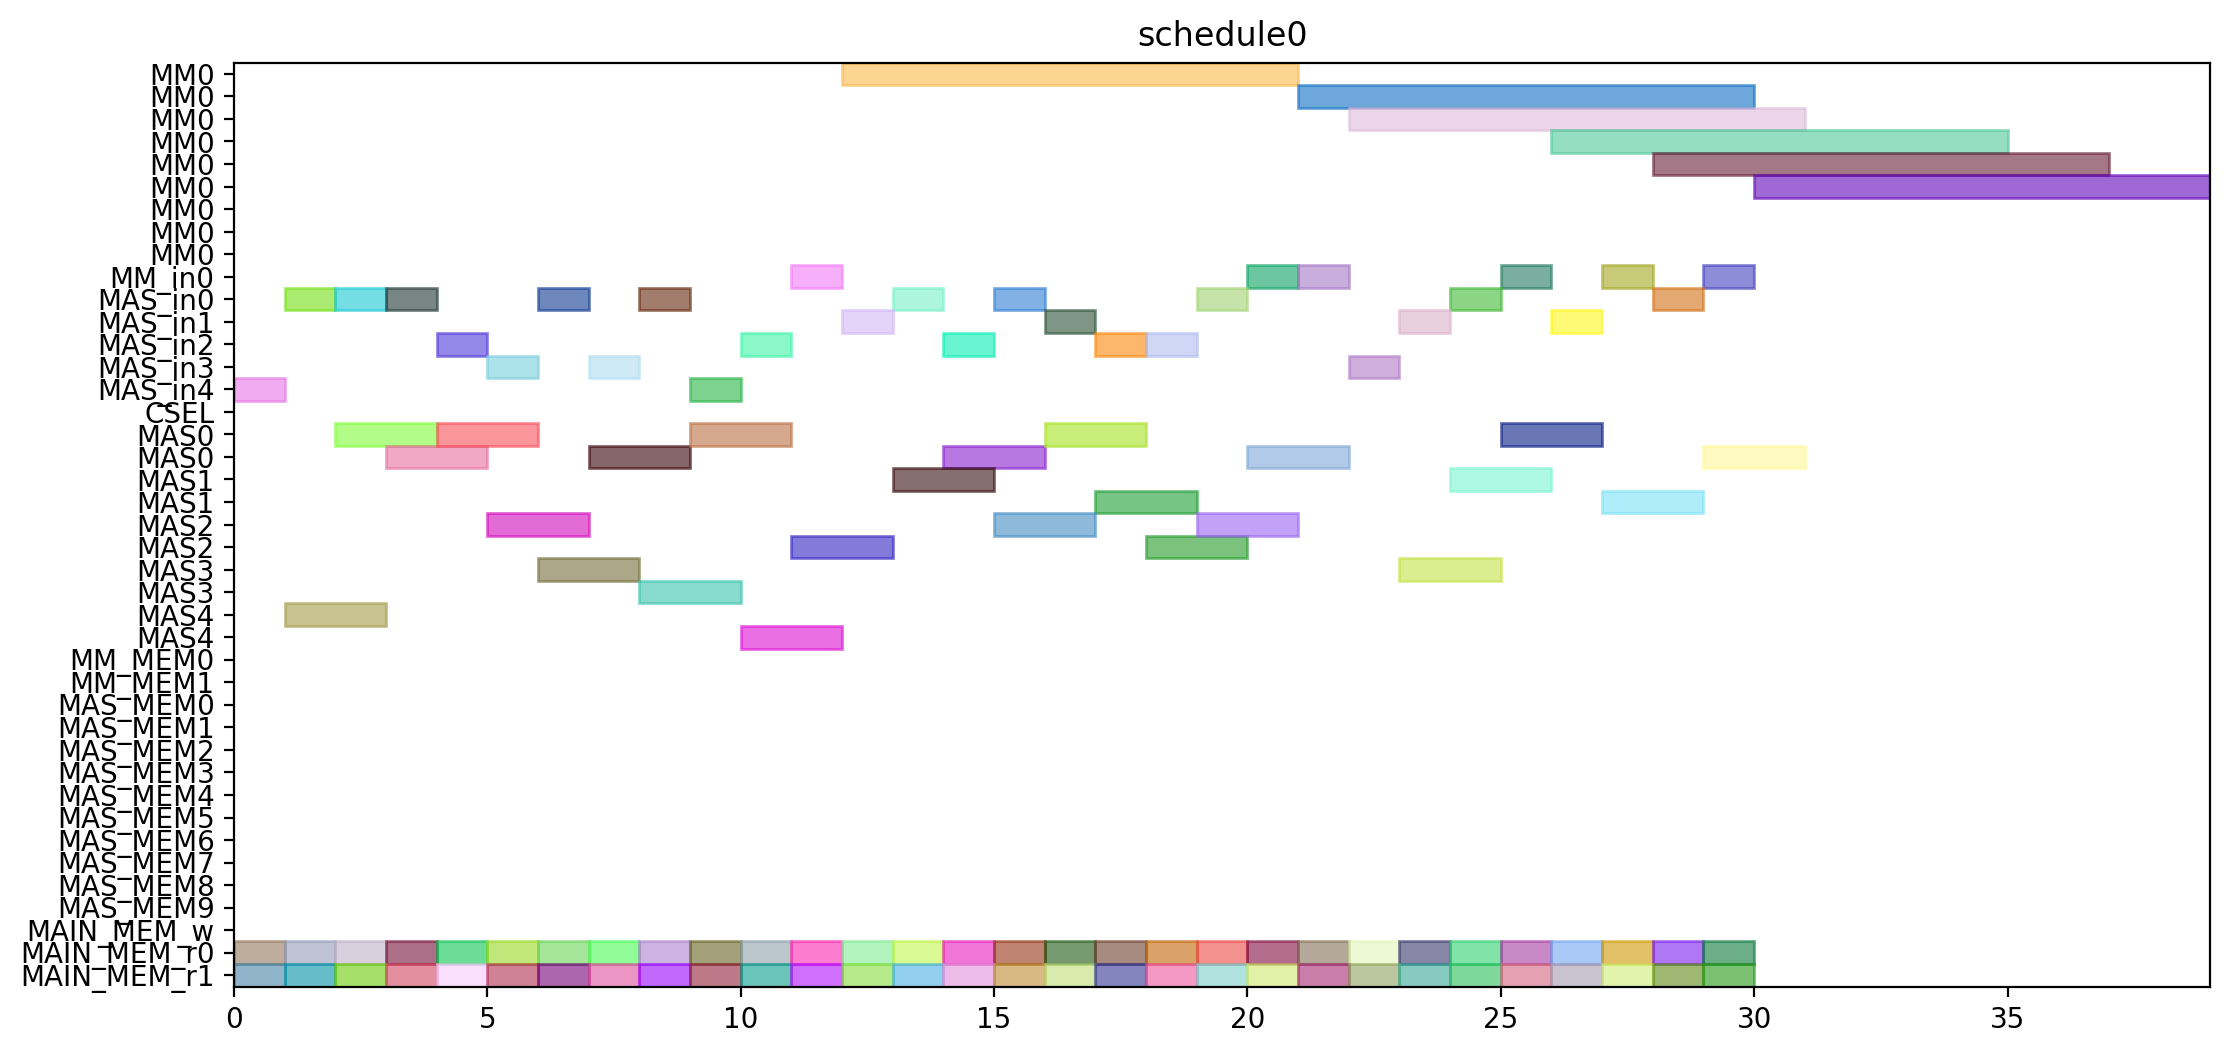 schedule0
MM0
MM0
MM0
MM0
MM0
MM0
MM0
MM0
MM0
MM_in0
MAS_in0
MAS_in1
MAS_in2
MAS_in3
MAS_in4
CSEL
MAS0
MAS0
MAS1
MAS1
MAS2
MAS2
MAS3
MAS3
MAS4
MAS4
MM_MEM0
MM_MEM1
MAS_MEM0
MAS_MEM1
MAS_MEM2
MAS_MEM3
MAS_MEM4
MAS_MEM5
MAS_MEM6
MAS_MEM7
MAS_MEM8
MAS_MEM9
MAIN_MEM_w
MAIN_MEM_r0
MAIN_MEM_r1
0 5 10 15 20 25 30 35